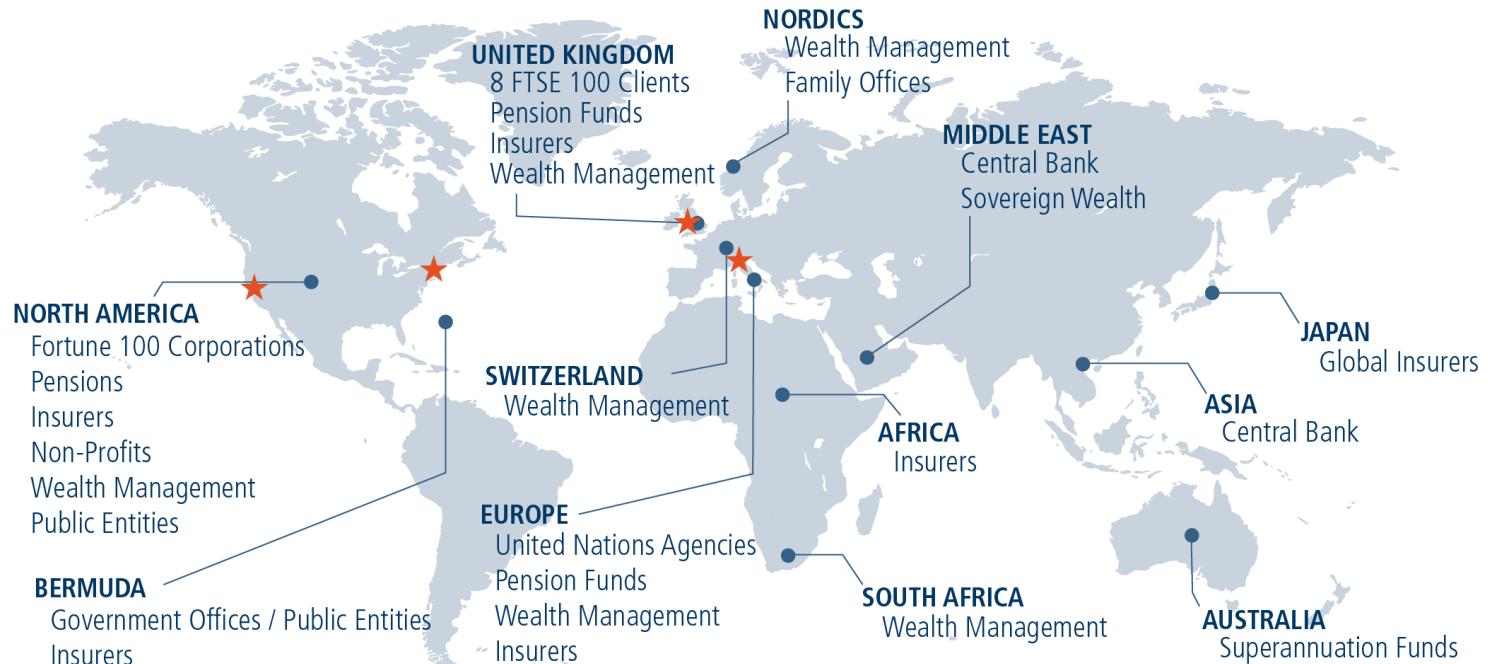 NORDICS
Wealth Management
Family Offices
UNITED KINGDOM
8 FTSE 100 Clients
Pension Funds
Insurers
Wealth Management
MIDDLE EAST
Central Bank
Sovereign Wealth
NORTH AMERICA
Fortune 100 Corporations
Pensions
Insurers
Non-Profits
Wealth Management
Public Entities
SWITZERLAND
Wealth Management
JAPAN
Global Insurers
ASIA
Central Bank
AFRICA
Insurers
EUROPE
United Nations Agencies
Pension Funds
Wealth Management
Insurers
BERMUDA
Government Offices / Public Entities
Insurers
SOUTH AFRICA
Wealth Management
AUSTRALIA
Superannuation Funds